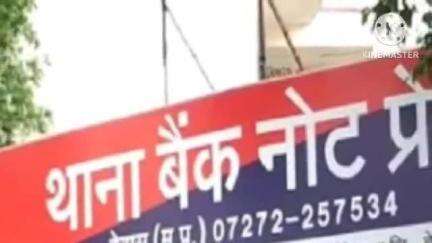 KINEMASTER
थाना बैंक नोट प्रे
देवास (म.प्र.) 07272-257534